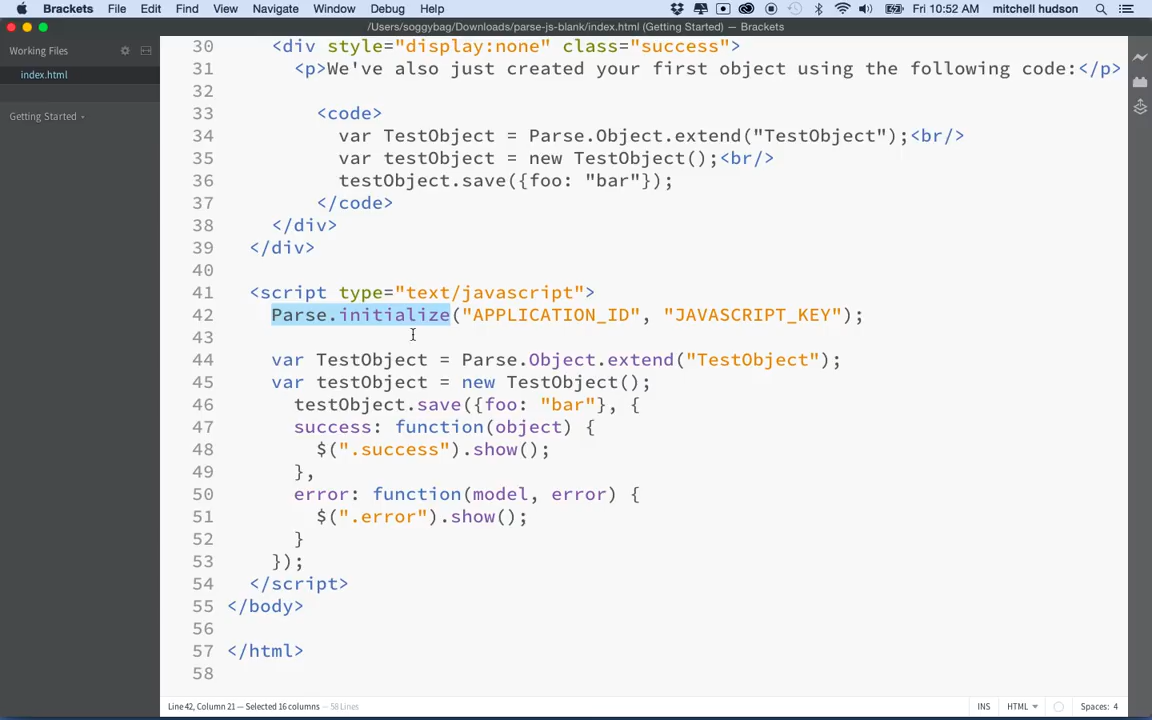 Brackets File Edit Find View Navigate Window Debug Help Fri 10:52 AM mitchell hudson
/Users/soggybag/Downloads/parse-js-blank/index.html (Getting Started) — Brackets
Working Files
index.html
Getting Started
30 <div style="display:none" class="success">
31 <p>We've also just created your first object using the following code:</p>
32
33 <code>
34 var TestObject = Parse.Object.extend("TestObject");<br/>
35 var testObject = new TestObject();<br/>
36 testObject.save({foo: "bar"});
37 </code>
38 </div>
39 </div>
40
41 <script type="text/javascript">
42 Parse.initialize("APPLICATION_ID", "JAVASCRIPT_KEY");
43
44 var TestObject = Parse.Object.extend("TestObject");
45 var testObject = new TestObject();
46 testObject.save({foo: "bar"}, {
47 success: function(object) {
48 $(".success").show();
49 },
50 error: function(model, error) {
51 $(".error").show();
52 }
53 });
54 </script>
55 </body>
56
57 </html>
58
Line 42, Column 21 — Selected 16 columns — 58 Lines INS HTML Spaces: 4